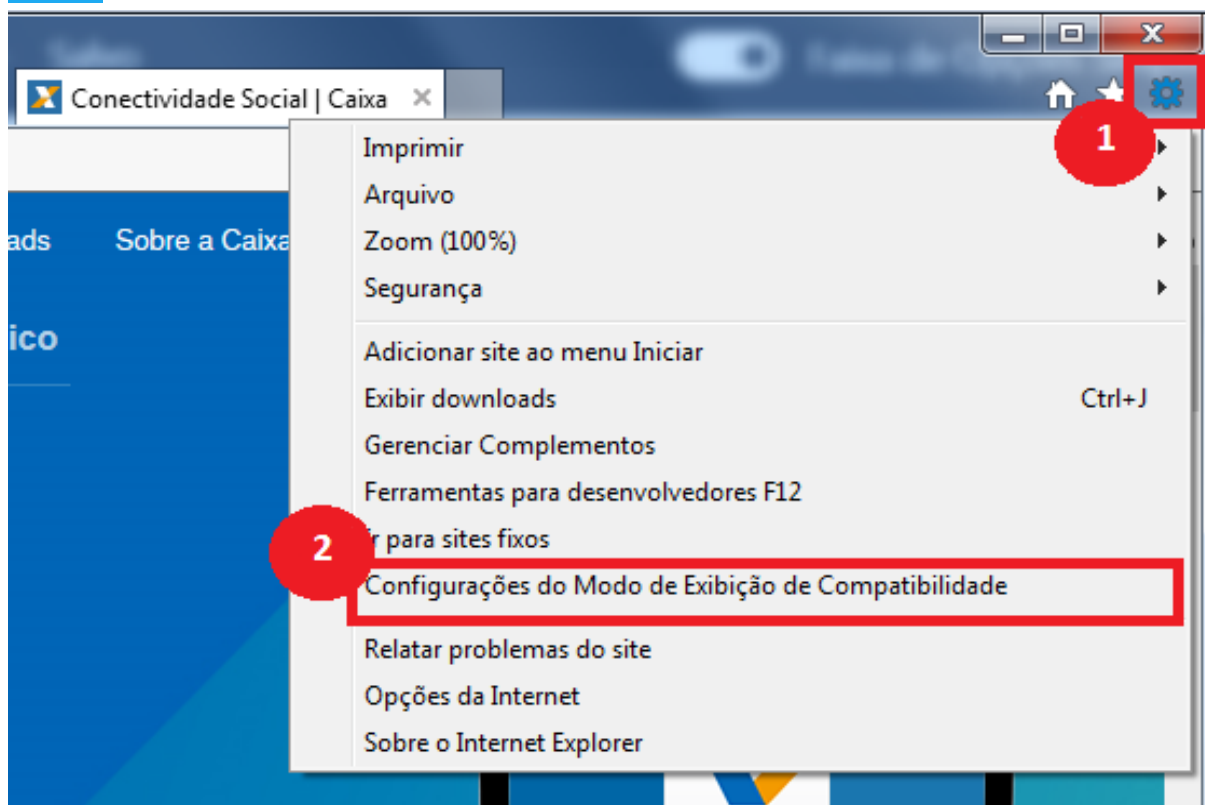 Conectividade Social | Caixa
1
Imprimir
Arquivo
ads Sobre a Caixa Zoom (100%)
Segurança
ico
Adicionar site ao menu Iniciar
Exibir downloads Ctrl+J
Gerenciar Complementos
Ferramentas para desenvolvedores F12
2 Ir para sites fixos
Configurações do Modo de Exibição de Compatibilidade
Relatar problemas do site
Opções da Internet
Sobre o Internet Explorer